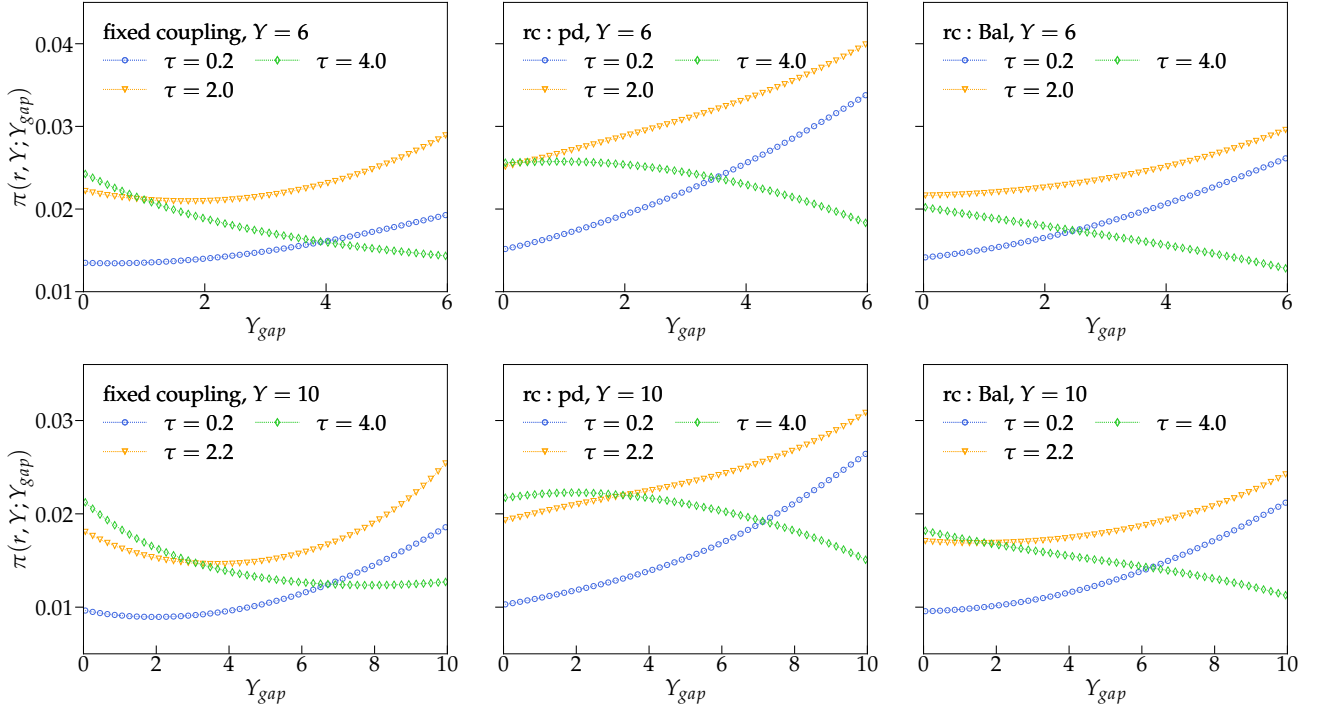 fixed coupling, Y = 6
τ = 0.2 τ = 4.0
τ = 2.0
0.04
0.03
0.02
0.01
π(r, Y; Y_gap)
0 2 4 6
Y_gap
rc : pd, Y = 6
τ = 0.2 τ = 4.0
τ = 2.0
0 2 4 6
Y_gap
rc : Bal, Y = 6
τ = 0.2 τ = 4.0
τ = 2.0
0 2 4 6
Y_gap
fixed coupling, Y = 10
τ = 0.2 τ = 4.0
τ = 2.2
0.03
0.02
0.01
π(r, Y; Y_gap)
0 2 4 6 8 10
Y_gap
rc : pd, Y = 10
τ = 0.2 τ = 4.0
τ = 2.2
0 2 4 6 8 10
Y_gap
rc : Bal, Y = 10
τ = 0.2 τ = 4.0
τ = 2.2
0 2 4 6 8 10
Y_gap